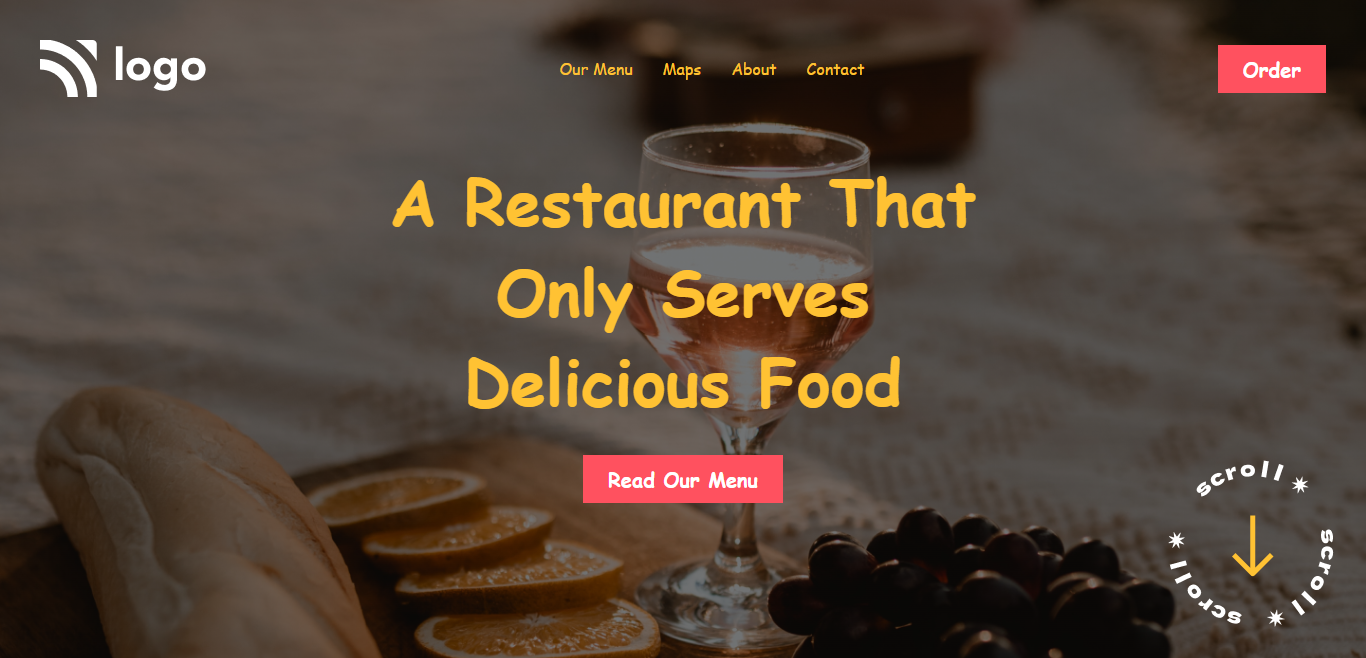 logo
Our Menu Maps About Contact
Order
A Restaurant That
Only Serves
Delicious Food
Read Our Menu
scroll
scroll
scroll